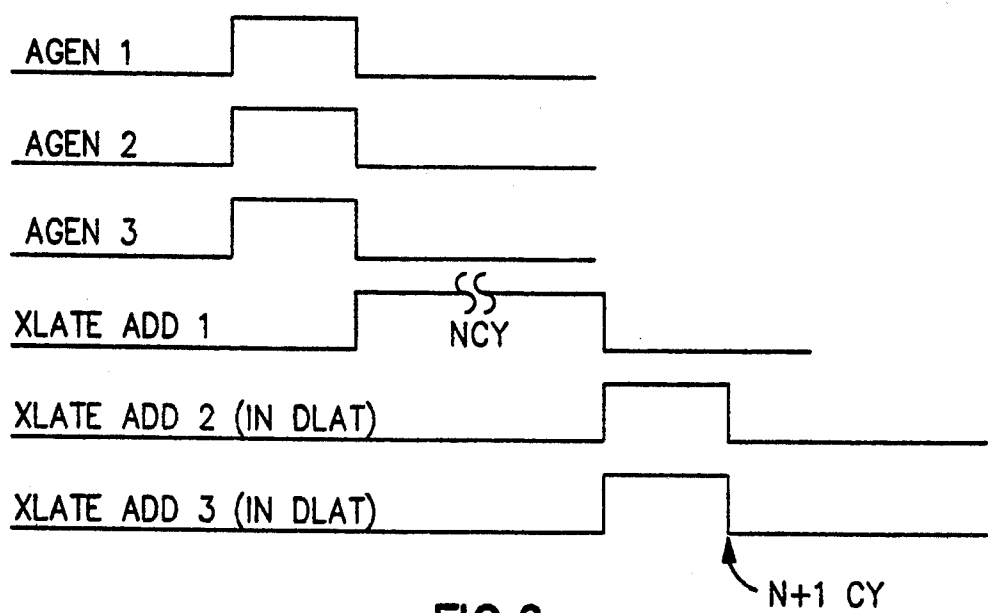 AGEN 1
AGEN 2
AGEN 3
XLATE ADD 1
NCY
XLATE ADD 2 (IN DLAT)
XLATE ADD 3 (IN DLAT)
N+1 CY